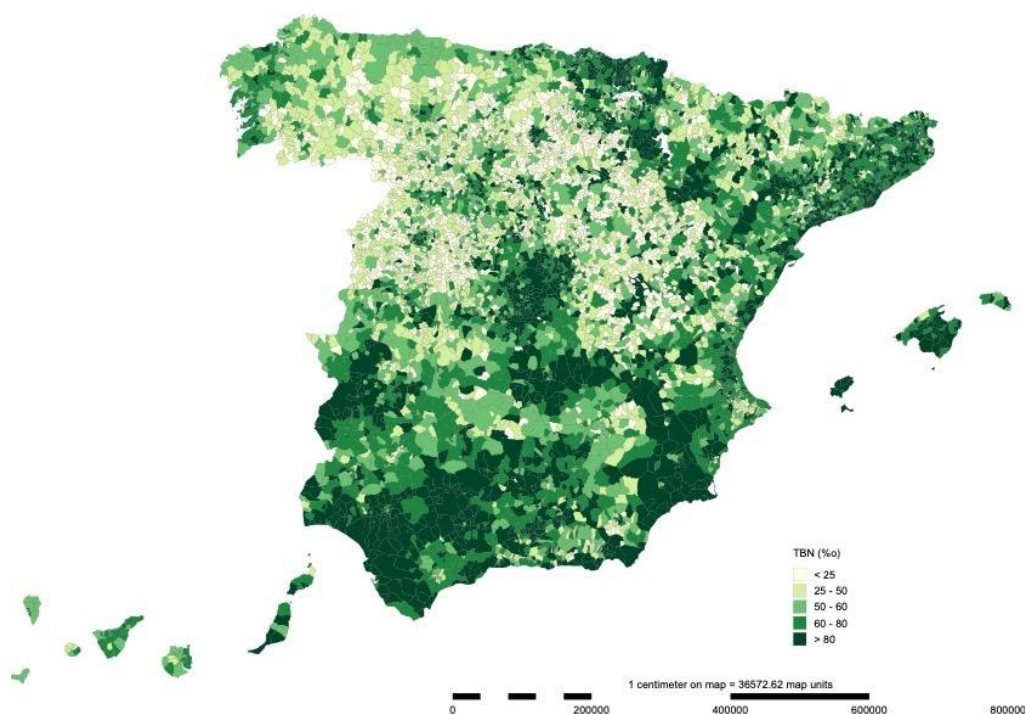 TBN (%o)
< 25
25 - 50
50 - 60
60 - 80
> 80
1 centimeter on map = 36572.62 map units
0 200000 400000 600000 800000